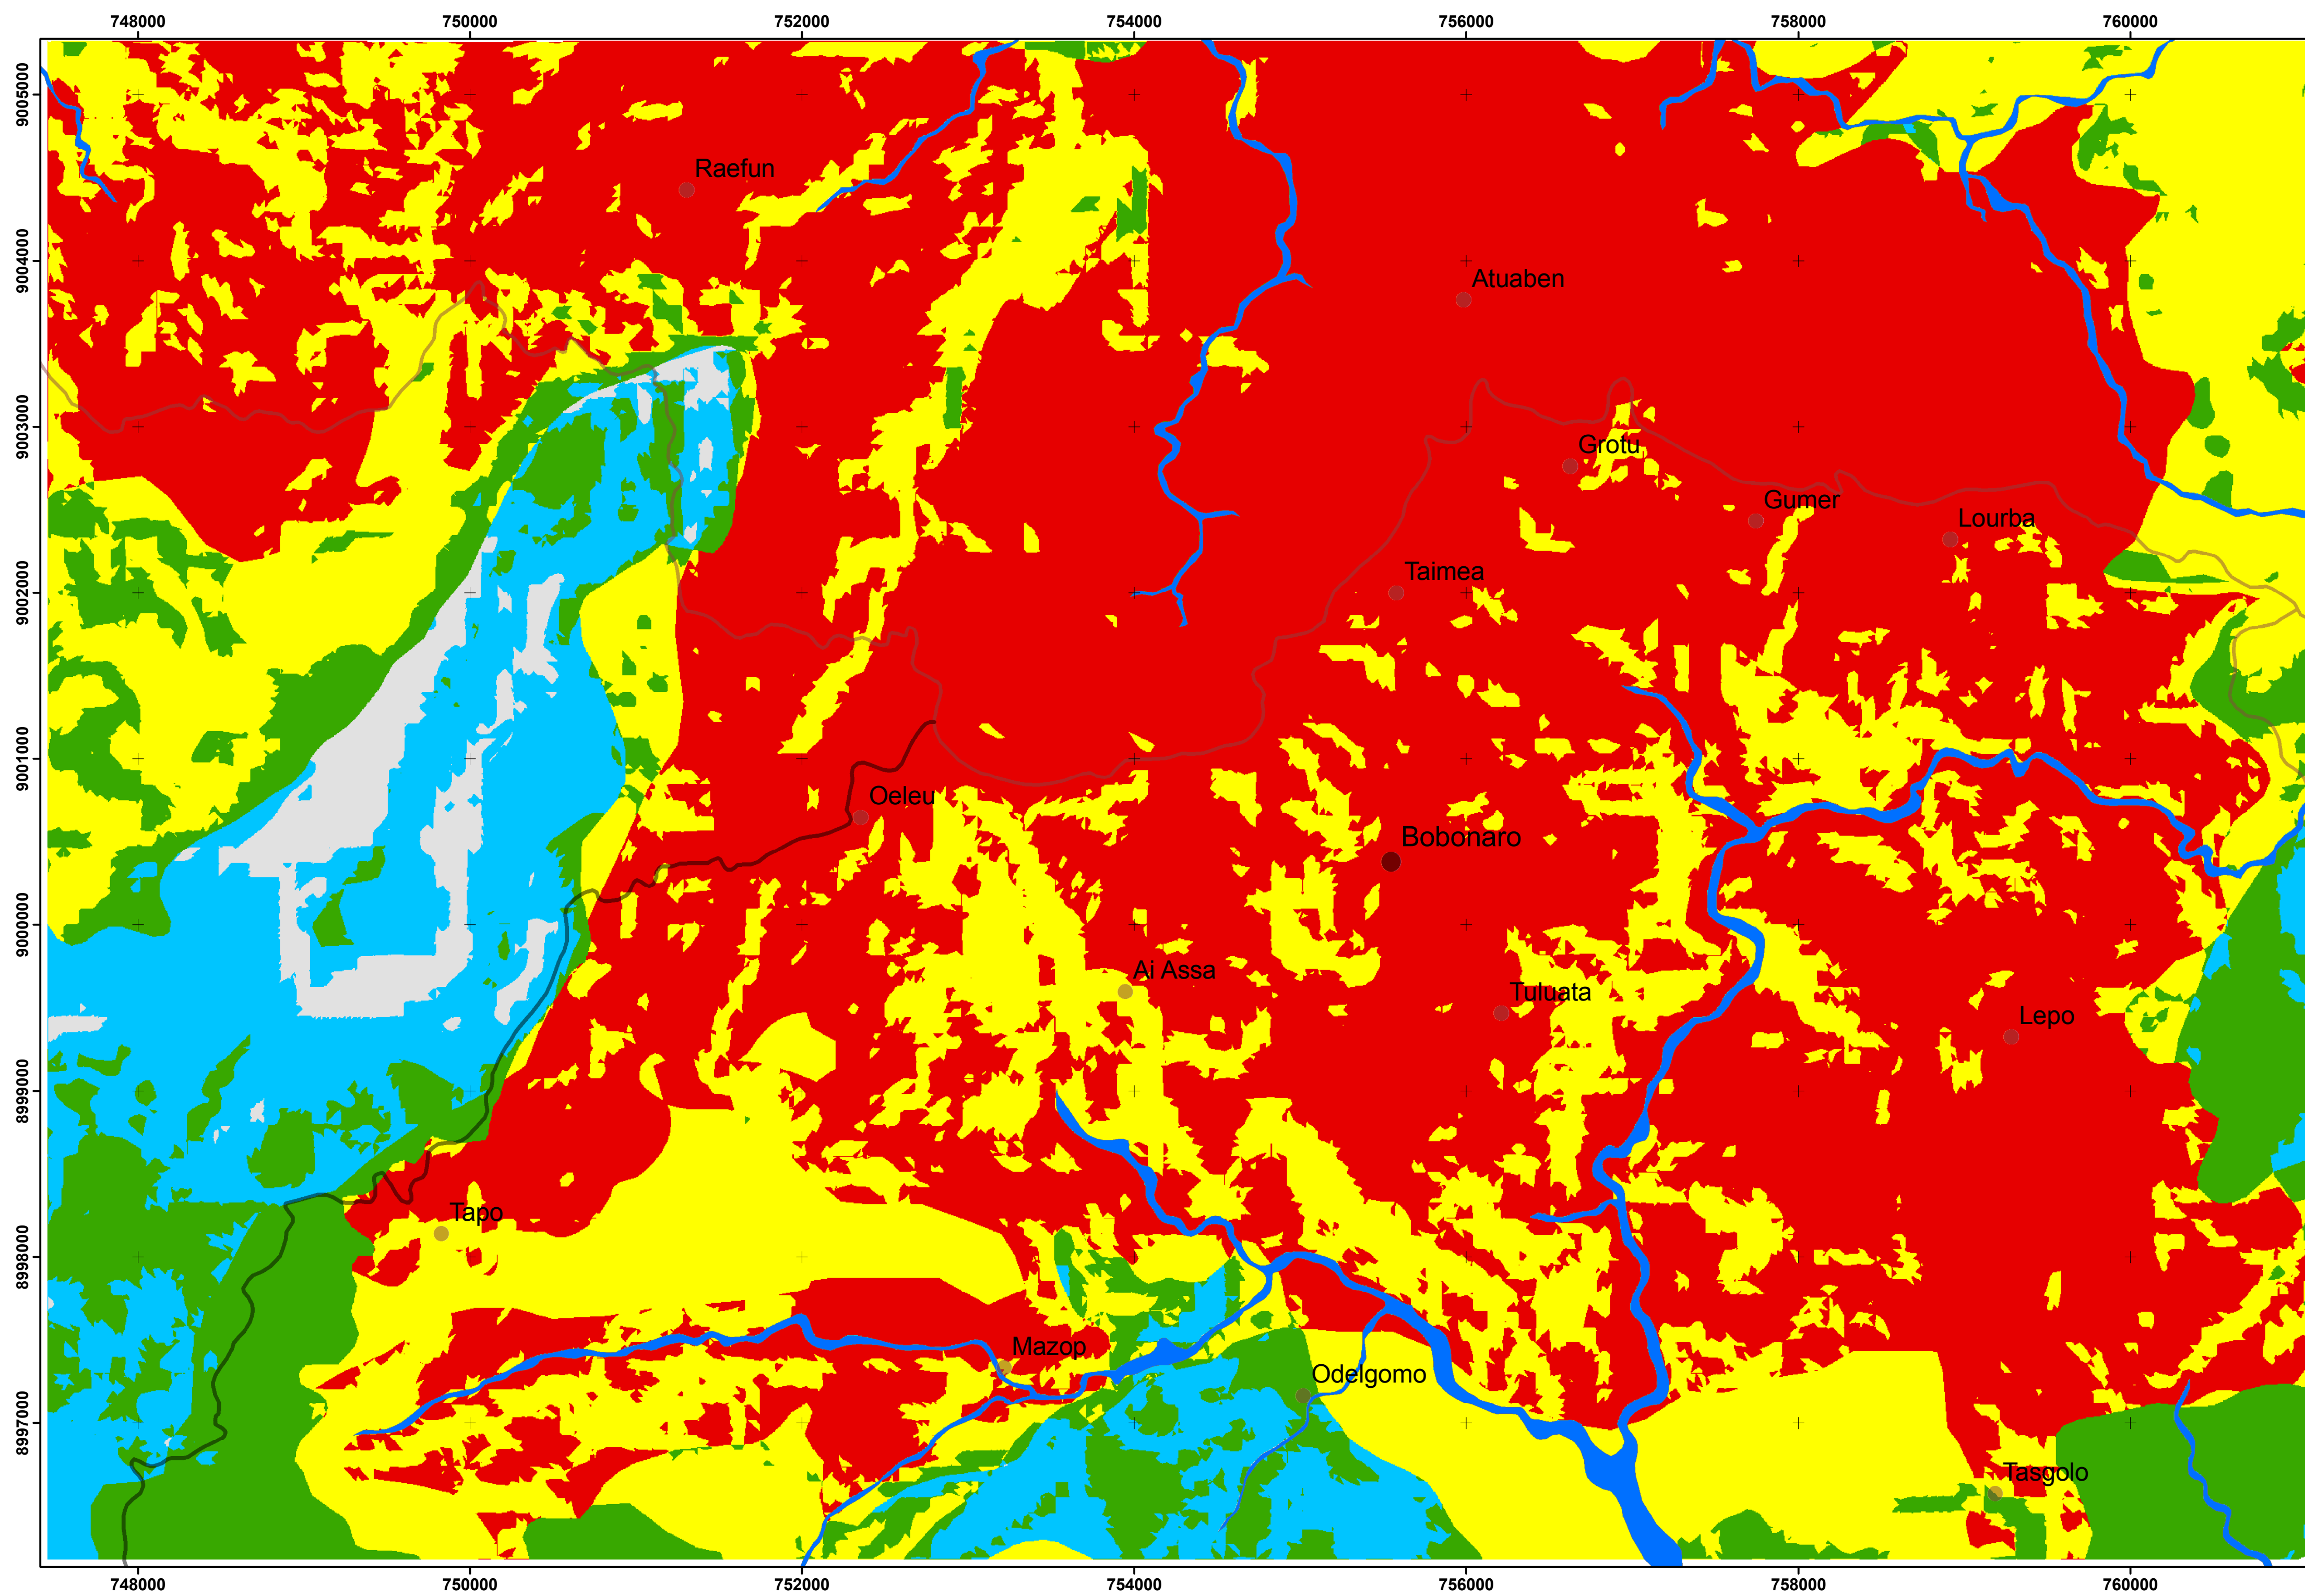 748000 750000 752000 754000 756000 758000 760000
9005000 9005000
Raefun
9004000
Atuaben
9003000
Grotu
Gumer
Lourba
Taimea
9002000
9001000
Oeleu
Bobonaro
9000000
Ai Assa
Tuluata
Lepo
8999000
Tapo
8998000
Mazop
Odelgomo
8997000
Tasgolo
748000 750000 752000 754000 756000 758000 760000